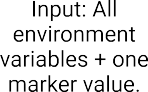 Input: All
environment
variables + one
marker value.